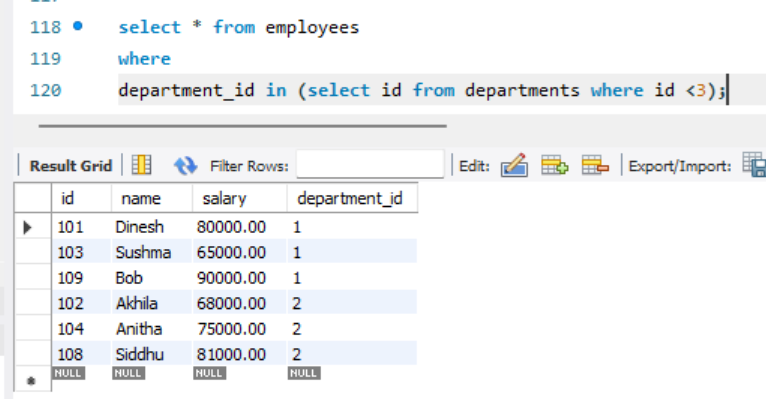 118 select * from employees
119 where
120 department_id in (select id from departments where id <3);
Result Grid Filter Rows: Edit: Export/Import:
id name salary department_id
101 Dinesh 80000.00 1
103 Sushma 65000.00 1
109 Bob 90000.00 1
102 Akhila 68000.00 2
104 Anitha 75000.00 2
108 Siddhu 81000.00 2
NULL NULL NULL NULL